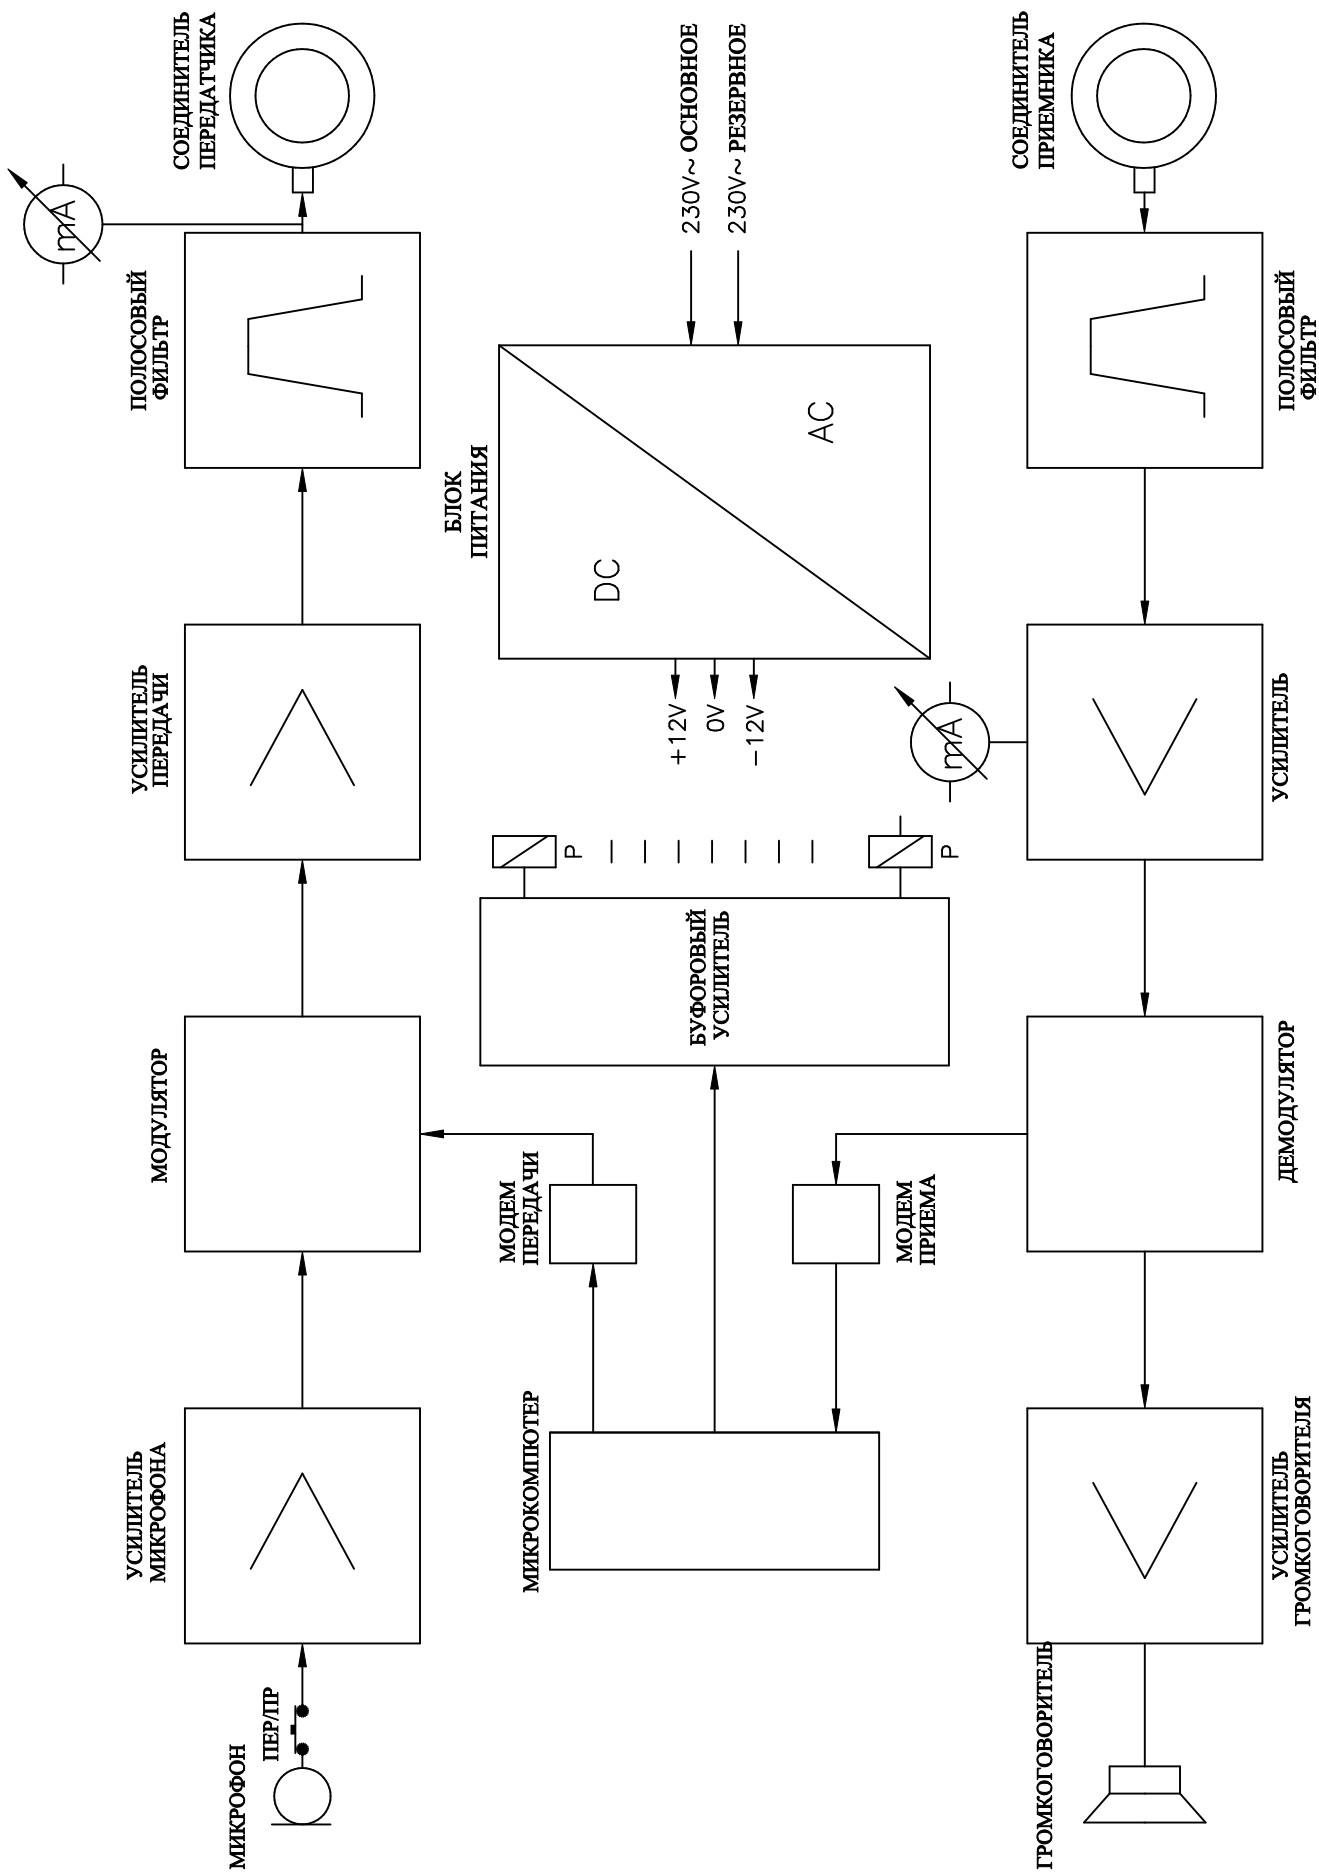 МИКРОФОН
ПЕР/ПР
УСИЛИТЕЛЬ
МИКРОФОНА
МОДУЛЯТОР
УСИЛИТЕЛЬ
ПЕРЕДАЧИ
ПОЛОСОВЫЙ
ФИЛЬТР
mA
СОЕДИНИТЕЛЬ
ПЕРЕДАТЧИКА
МИКРОКОМПЮТЕР
МОДЕМ
ПЕРЕДАЧИ
МОДЕМ
ПРИЕМА
БУФОРОВЫЙ
УСИЛИТЕЛЬ
P
P
БЛОК
ПИТАНИЯ
DC
AC
+12V
0V
−12V
230V~ ОСНОВНОЕ
230V~ РЕЗЕРВНОЕ
ГРОМКОГОВОРИТЕЛЬ
УСИЛИТЕЛЬ
ГРОМКОГОВОРИТЕЛЯ
ДЕМОДУЛЯТОР
mA
УСИЛИТЕЛЬ
ПОЛОСОВЫЙ
ФИЛЬТР
СОЕДИНИТЕЛЬ
ПРИЕМНИКА